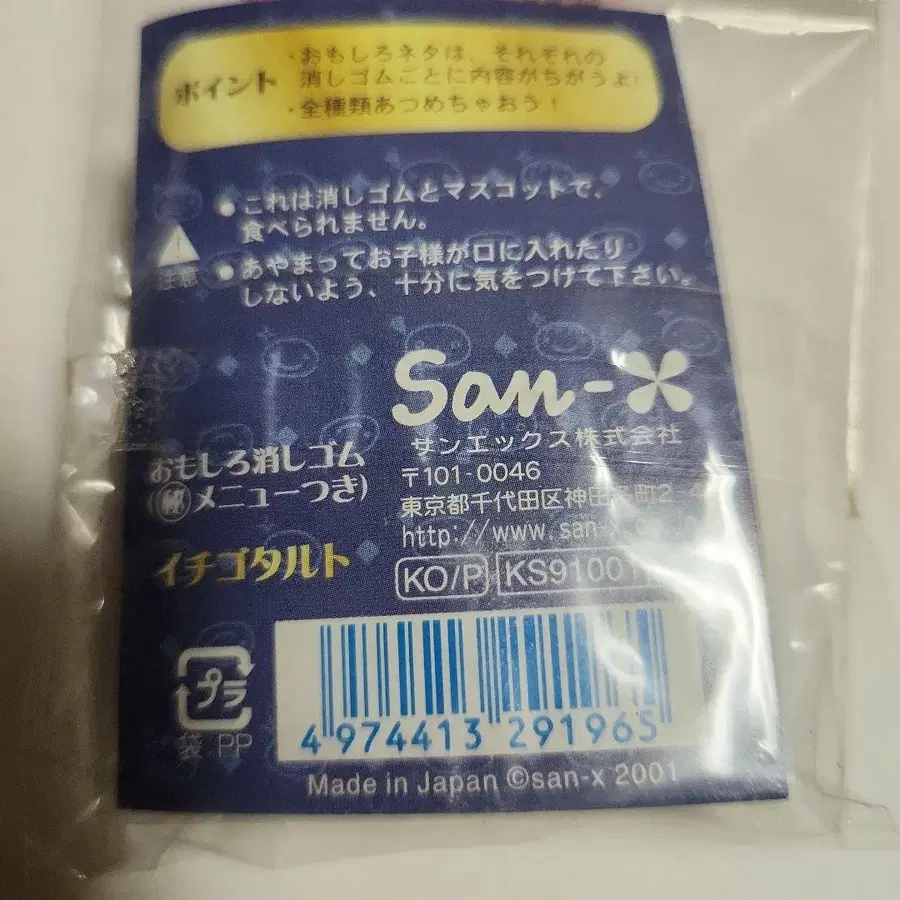 ポイント
・おもしろネタは、それぞれの
消しゴムごとに内容がちがうよ!
・全種類あつめちゃおう！
注意
●これは消しゴムとマスコットで、
食べられません。
●あやまってお子様が口に入れたり
しないよう、十分に気をつけて下さい。
San-X
サンエックス株式会社
〒101-0046
東京都千代田区神田
http://www.san-x
KO/P
おもしろ消しゴム
(㊙メニューつき)
イチゴタルト
プラ
袋 PP
4 974413 291965
Made in Japan ©san-x 2001